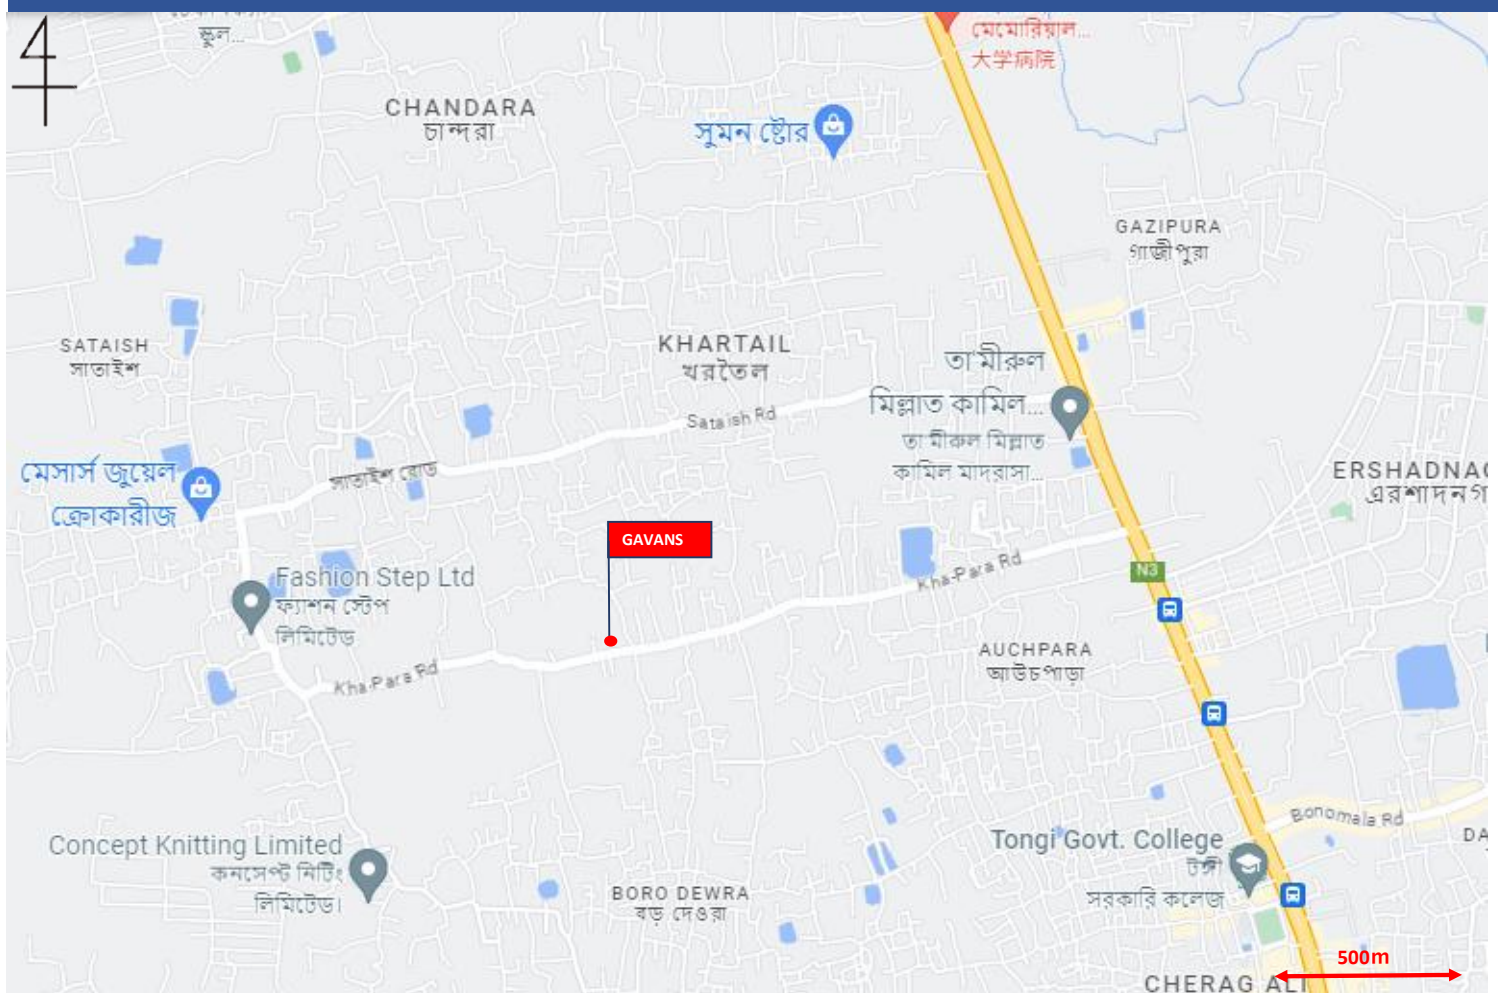 স্কুল...
মেমোরিয়াল...
大学病院
CHANDARA
চান্দরা
সুমন ষ্টোর
GAZIPURA
গাজীপুরা
SATAISH
সাতাইশ
KHARTAIL
খরতৈল
তা'মীরুল
মিল্লাত কামিল...
তা'মীরুল মিল্লাত
কামিল মাদরাসা...
Sataish Rd
সাতাইশ রোড
মেসার্স জুয়েল
ক্রোকারীজ
ERSHADNAG
এরশাদনগ
GAVANS
Fashion Step Ltd
ফ্যাশন স্টেপ
লিমিটেড
Kha-Para Rd
N3
Kha-Para Rd
AUCHPARA
আউচপাড়া
Bonomala Rd
Concept Knitting Limited
কনসেপ্ট নিটিং
লিমিটেড।
Tongi Govt. College
টঙ্গী
সরকারি কলেজ
DA
BORO DEWRA
বড় দেওরা
500m
CHERAG ALI